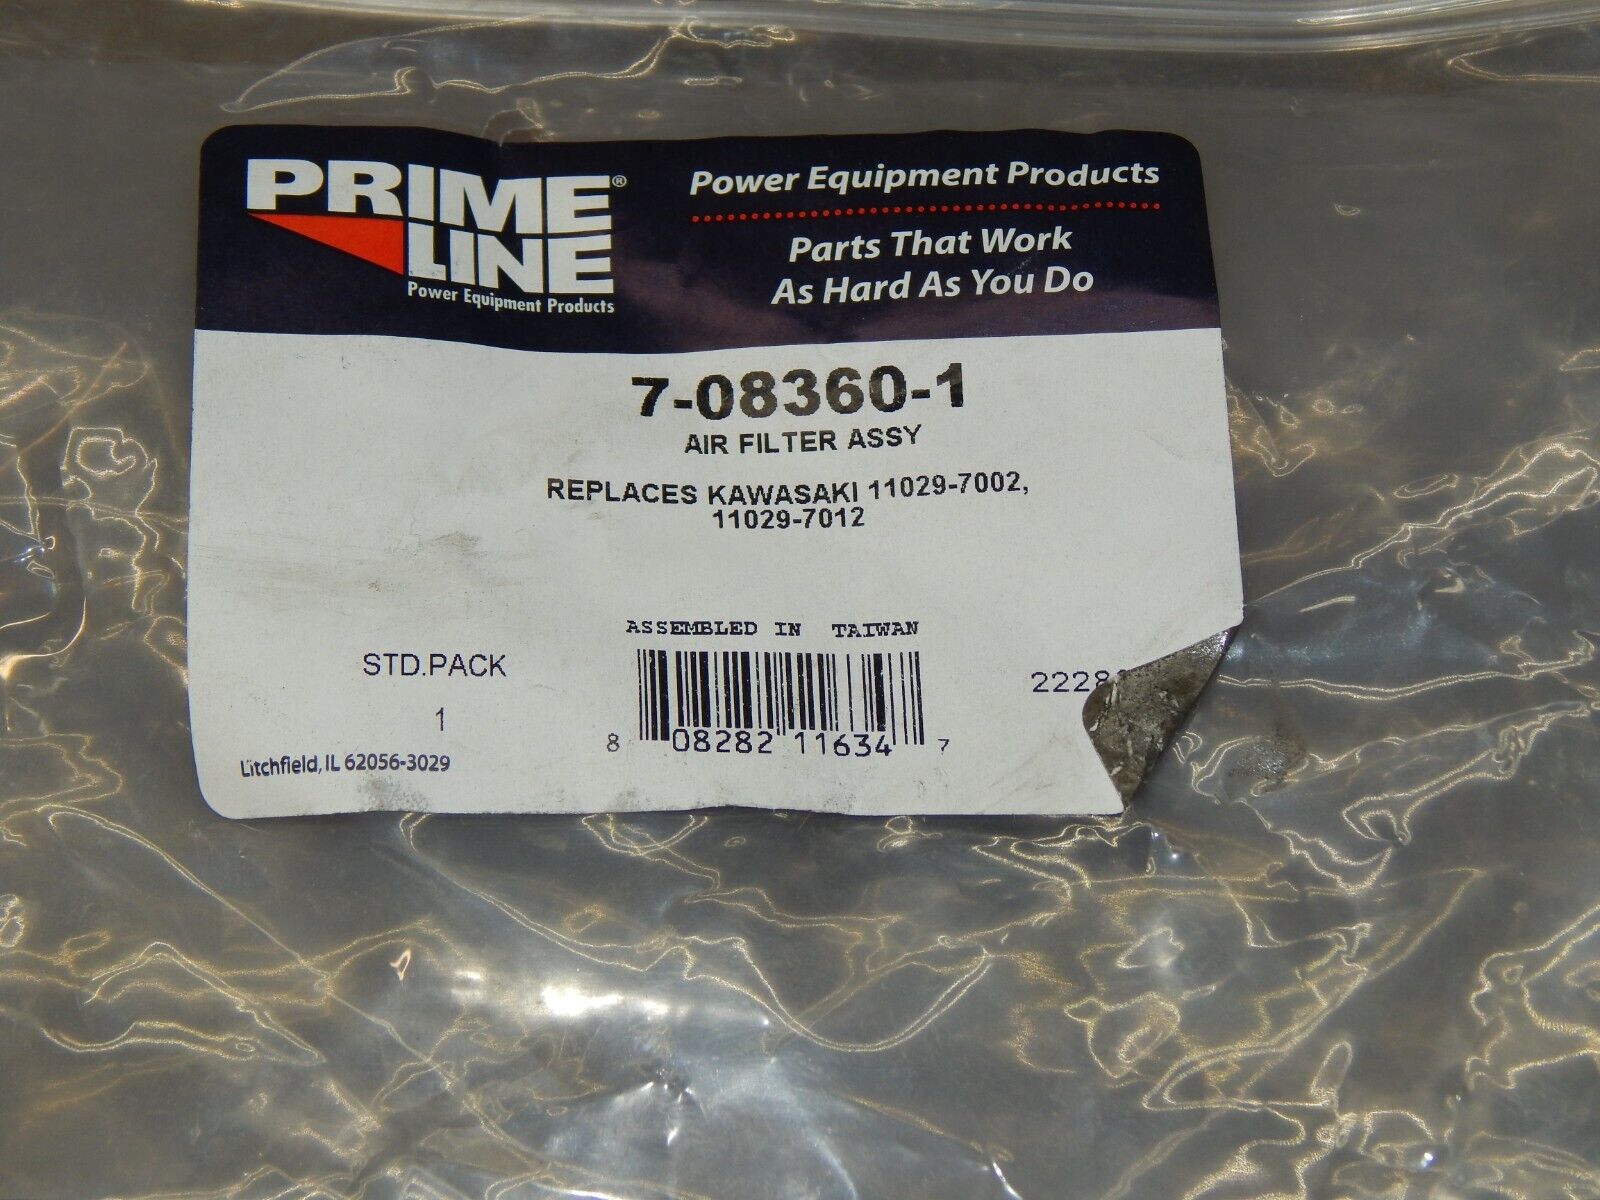 PRIME®
LINE
Power Equipment Products
Power Equipment Products
Parts That Work
As Hard As You Do
7-08360-1
AIR FILTER ASSY
REPLACES KAWASAKI 11029-7002,
11029-7012
ASSEMBLED IN TAIWAN
STD.PACK
1
8 08282 11634 7
Litchfield, IL 62056-3029